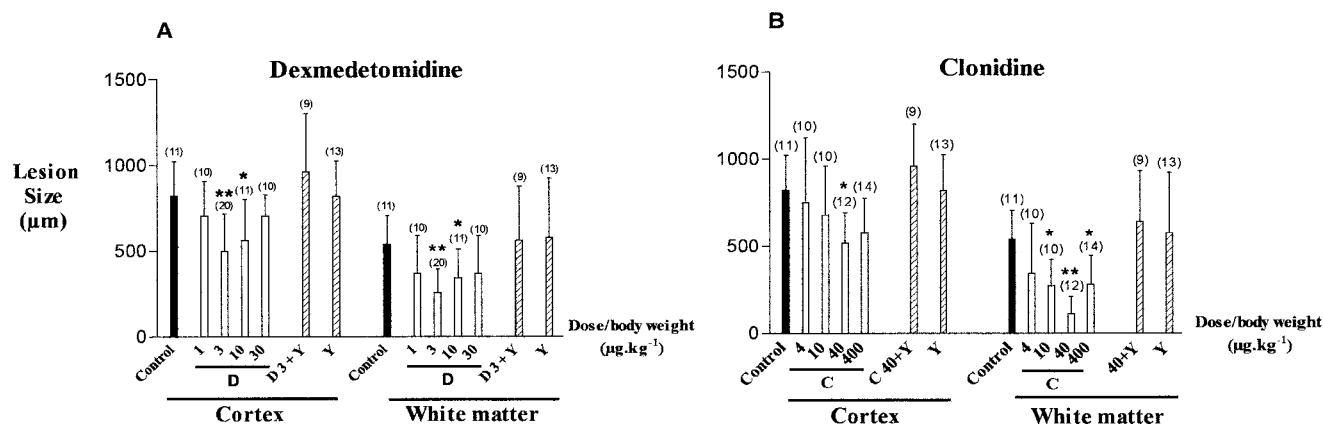 A
Dexmedetomidine
1500
1000
500
0
Lesion
Size
(µm)
(11)
(10)
**
(20)
*
(11)
(10)
(9)
(13)
(11)
(10)
**
(20)
*
(11)
(10)
(9)
(13)
Dose/body weight
(µg.kg⁻¹)
Control
1
3
10
30
D 3 + Y
Y
Control
1
3
10
30
D 3 + Y
Y
D
D
Cortex
White matter
B
Clonidine
1500
1000
500
0
(11)
(10)
(10)
*
(12)
(14)
(9)
(13)
(11)
(10)
*
(10)
**
(12)
*
(14)
(9)
(13)
Dose/body weight
(µg.kg⁻¹)
Control
4
10
40
400
C 40+Y
Y
Control
4
10
40
400
40+Y
Y
C
C
Cortex
White matter